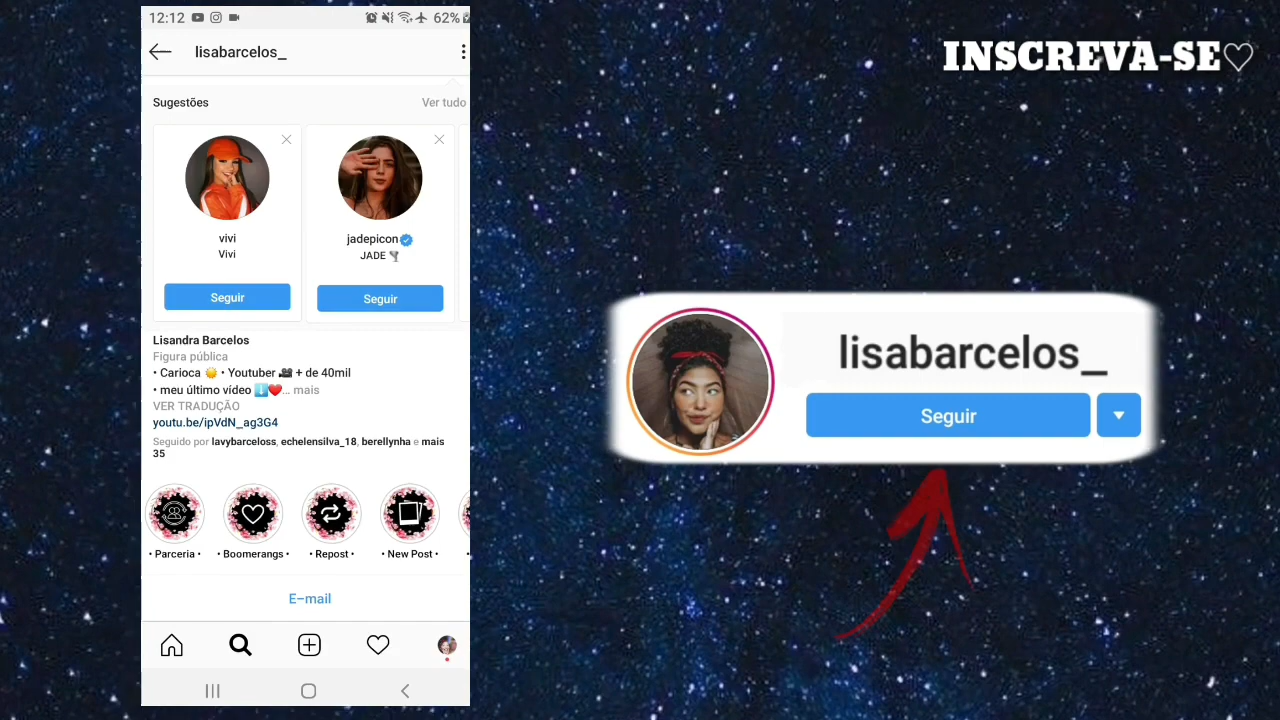 12:12 62%
lisabarcelos_
Sugestões Ver tudo
vivi
Vivi
Seguir
jadepicon
JADE
Seguir
Lisandra Barcelos
Figura pública
• Carioca 🌞 • Youtuber 🎥 + de 40mil
• meu último vídeo ⬇️❤️... mais
VER TRADUÇÃO
youtu.be/ipVdN_ag3G4
Seguido por lavybarceloss, echelensilva_18, berellynha e mais
35
• Parceria • • Boomerangs • • Repost • • New Post •
E-mail
INSCREVA-SE♡
lisabarcelos_
Seguir